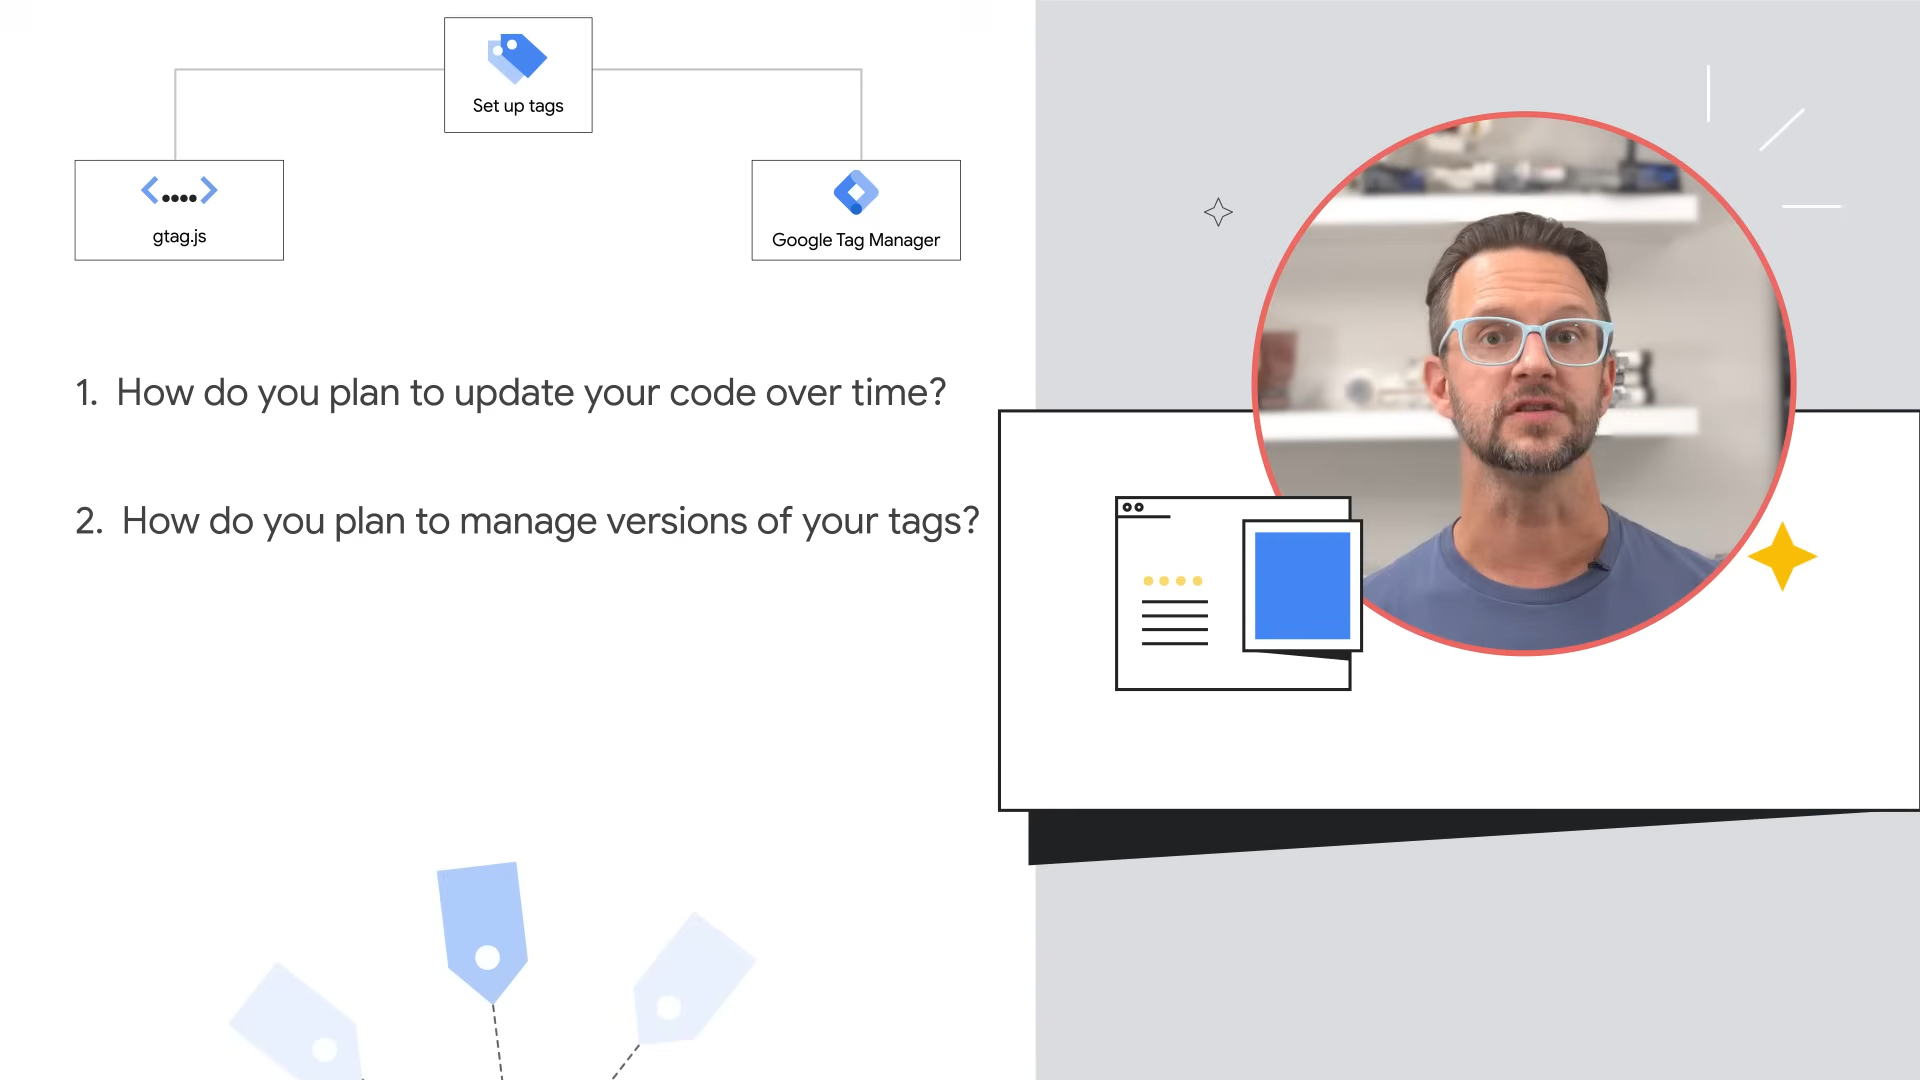 Set up tags
gtag.js
Google Tag Manager
1. How do you plan to update your code over time?
2. How do you plan to manage versions of your tags?